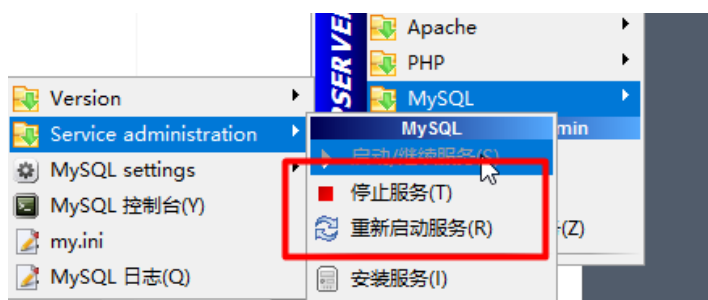 Apache
PHP
MySQL
MySQL
min
Version
Service administration
MySQL settings
MySQL 控制台(Y)
my.ini
MySQL 日志(Q)
启动/继续服务(S)
停止服务(T)
重新启动服务(R)
(Z)
安装服务(I)